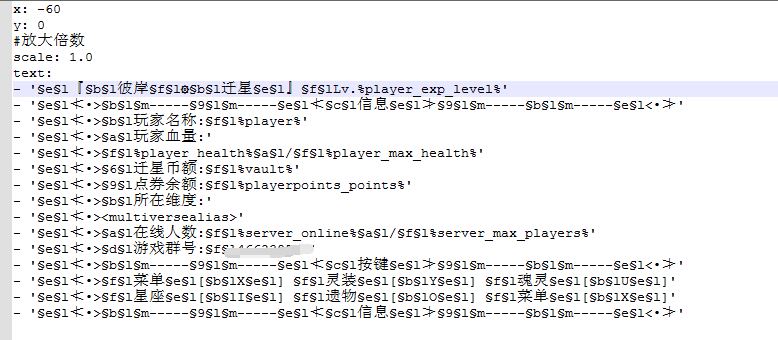 x: -60
y: 0
#放大倍数
scale: 1.0
text:
- '§e§l『§b§l彼岸§f§l⊙§b§l迁星§e§l』§f§lLv.%player_exp_level%'
- '§e§l<•>§b§l§m-----§9§l§m-----§e§l<§c§l信息§e§l>§9§l§m-----§b§l§m-----§e§l<•>'
- '§e§l<•>§b§l玩家名称:§f§l%player%'
- '§e§l<•>§a§l玩家血量:'
- '§e§l<•>§f§l%player_health%§a§l/§f§l%player_max_health%'
- '§e§l<•>§6§l迁星币额:§f§l%vault%'
- '§e§l<•>§9§l点券余额:§f§l%playerpoints_points%'
- '§e§l<•>§b§l所在维度:'
- '§e§l<•><multiversealias>'
- '§e§l<•>§a§l在线人数:§f§l%server_online%§a§l/§f§l%server_max_players%'
- '§e§l<•>§d§l游戏群号:§f§
- '§e§l<•>§b§l§m-----§9§l§m-----§e§l<§c§l按键§e§l>§9§l§m-----§b§l§m-----§e§l<•>'
- '§e§l<•>§f§l菜单§e§l[§b§lX§e§l] §f§l灵装§e§l[§b§lY§e§l] §f§l魂灵§e§l[§b§lU§e§l]'
- '§e§l<•>§f§l星座§e§l[§b§lI§e§l] §f§l遗物§e§l[§b§lO§e§l] §f§l菜单§e§l[§b§lX§e§l]'
- '§e§l<•>§b§l§m-----§9§l§m-----§e§l<§c§l信息§e§l>§9§l§m-----§b§l§m-----§e§l<•>'